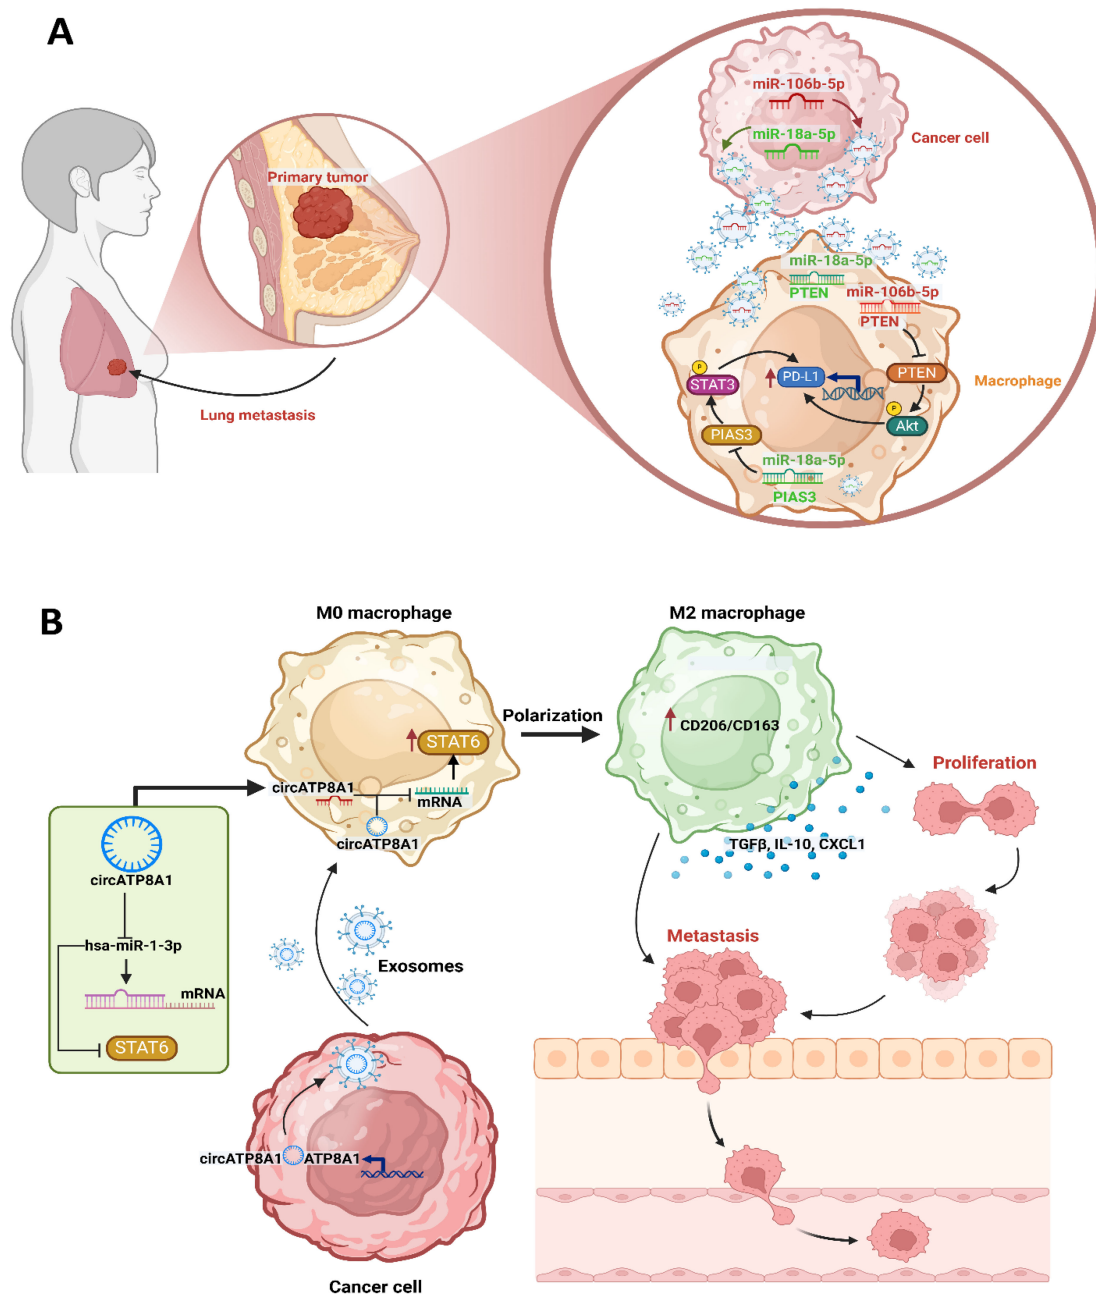 A
miR-106b-5p
miR-18a-5p
Cancer cell
Primary tumor
miR-18a-5p
PTEN
miR-106b-5p
PTEN
P
STAT3
PD-L1
PTEN
Macrophage
P
Akt
PIAS3
miR-18a-5p
PIAS3
Lung metastasis
B
M0 macrophage
M2 macrophage
Polarization
STAT6
CD206/CD163
circATP8A1
mRNA
circATP8A1
Proliferation
TGFβ, IL-10, CXCL1
circATP8A1
hsa-miR-1-3p
mRNA
STAT6
Exosomes
Metastasis
circATP8A1
ATP8A1
Cancer cell